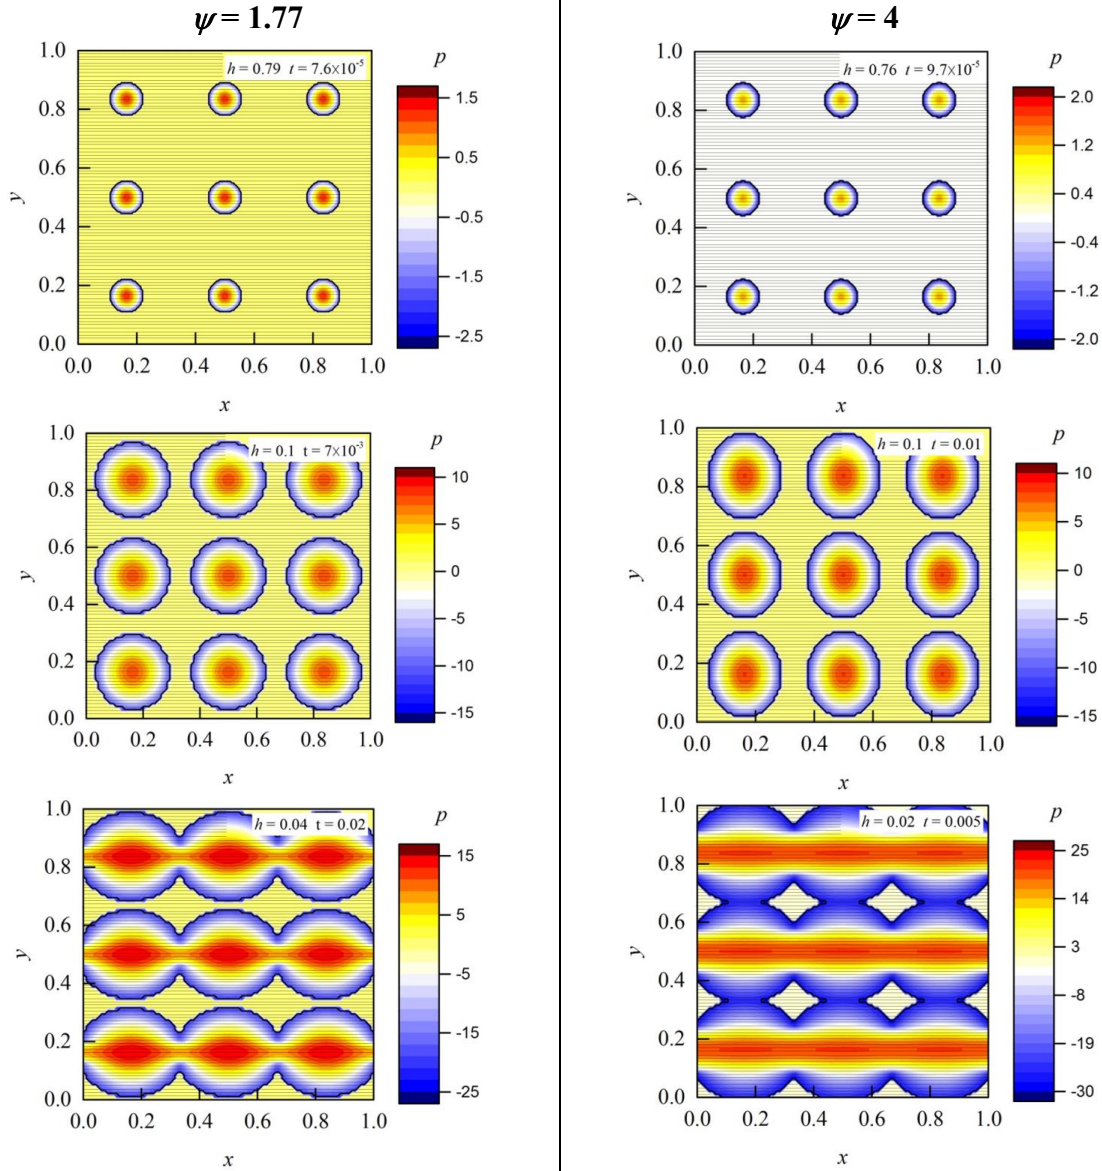 ψ = 1.77
ψ = 4
h = 0.79 t = 7.6×10⁻⁵
p
1.0
0.8
0.6
0.4
0.2
0.0
y
0.0 0.2 0.4 0.6 0.8 1.0
x
1.5
0.5
-0.5
-1.5
-2.5
h = 0.76 t = 9.7×10⁻⁵
p
1.0
0.8
0.6
0.4
0.2
0.0
y
0.0 0.2 0.4 0.6 0.8 1.0
x
2.0
1.2
0.4
-0.4
-1.2
-2.0
h = 0.1 t = 7×10⁻³
p
1.0
0.8
0.6
0.4
0.2
0.0
y
0.0 0.2 0.4 0.6 0.8 1.0
x
10
5
0
-5
-10
-15
h = 0.1 t = 0.01
p
1.0
0.8
0.6
0.4
0.2
0.0
y
0.0 0.2 0.4 0.6 0.8 1.0
x
10
5
0
-5
-10
-15
h = 0.04 t = 0.02
p
1.0
0.8
0.6
0.4
0.2
0.0
y
0.0 0.2 0.4 0.6 0.8 1.0
x
15
5
-5
-15
-25
h = 0.02 t = 0.005
p
1.0
0.8
0.6
0.4
0.2
0.0
y
0.0 0.2 0.4 0.6 0.8 1.0
x
25
14
3
-8
-19
-30